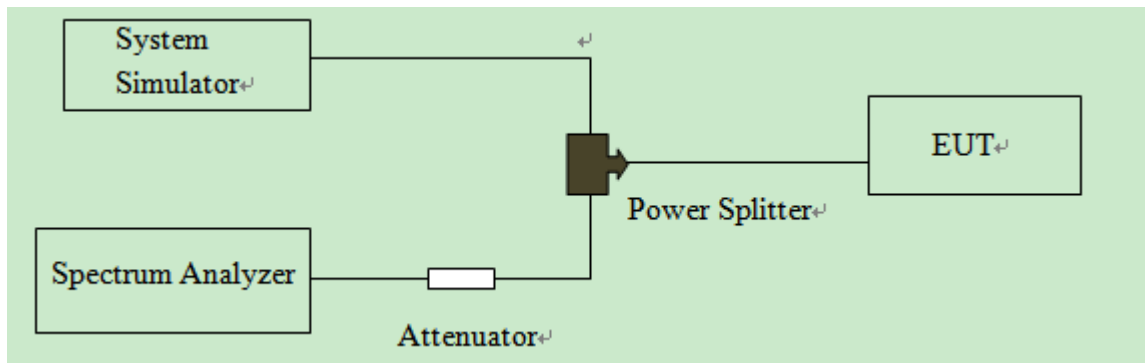 System
Simulator↵
↵
EUT↵
Power Splitter↵
Spectrum Analyzer
Attenuator↵